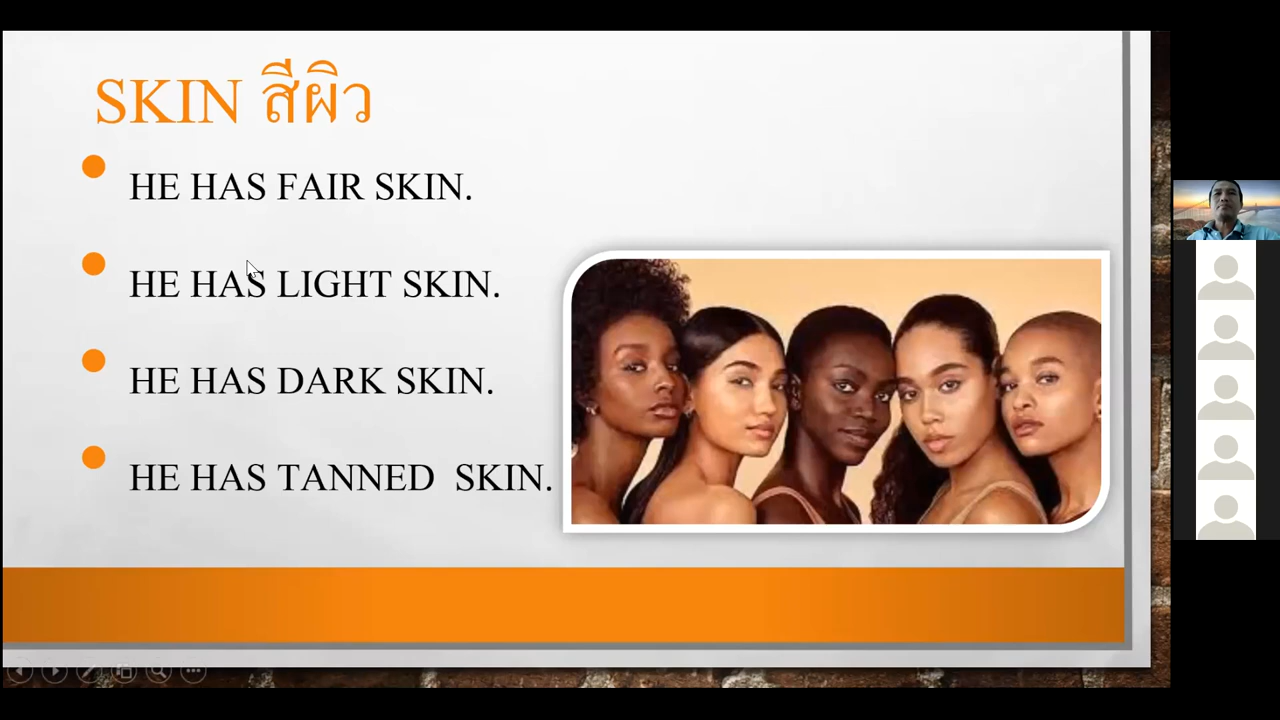 SKIN สีผิว
HE HAS FAIR SKIN.
HE HAS LIGHT SKIN.
HE HAS DARK SKIN.
HE HAS TANNED SKIN.